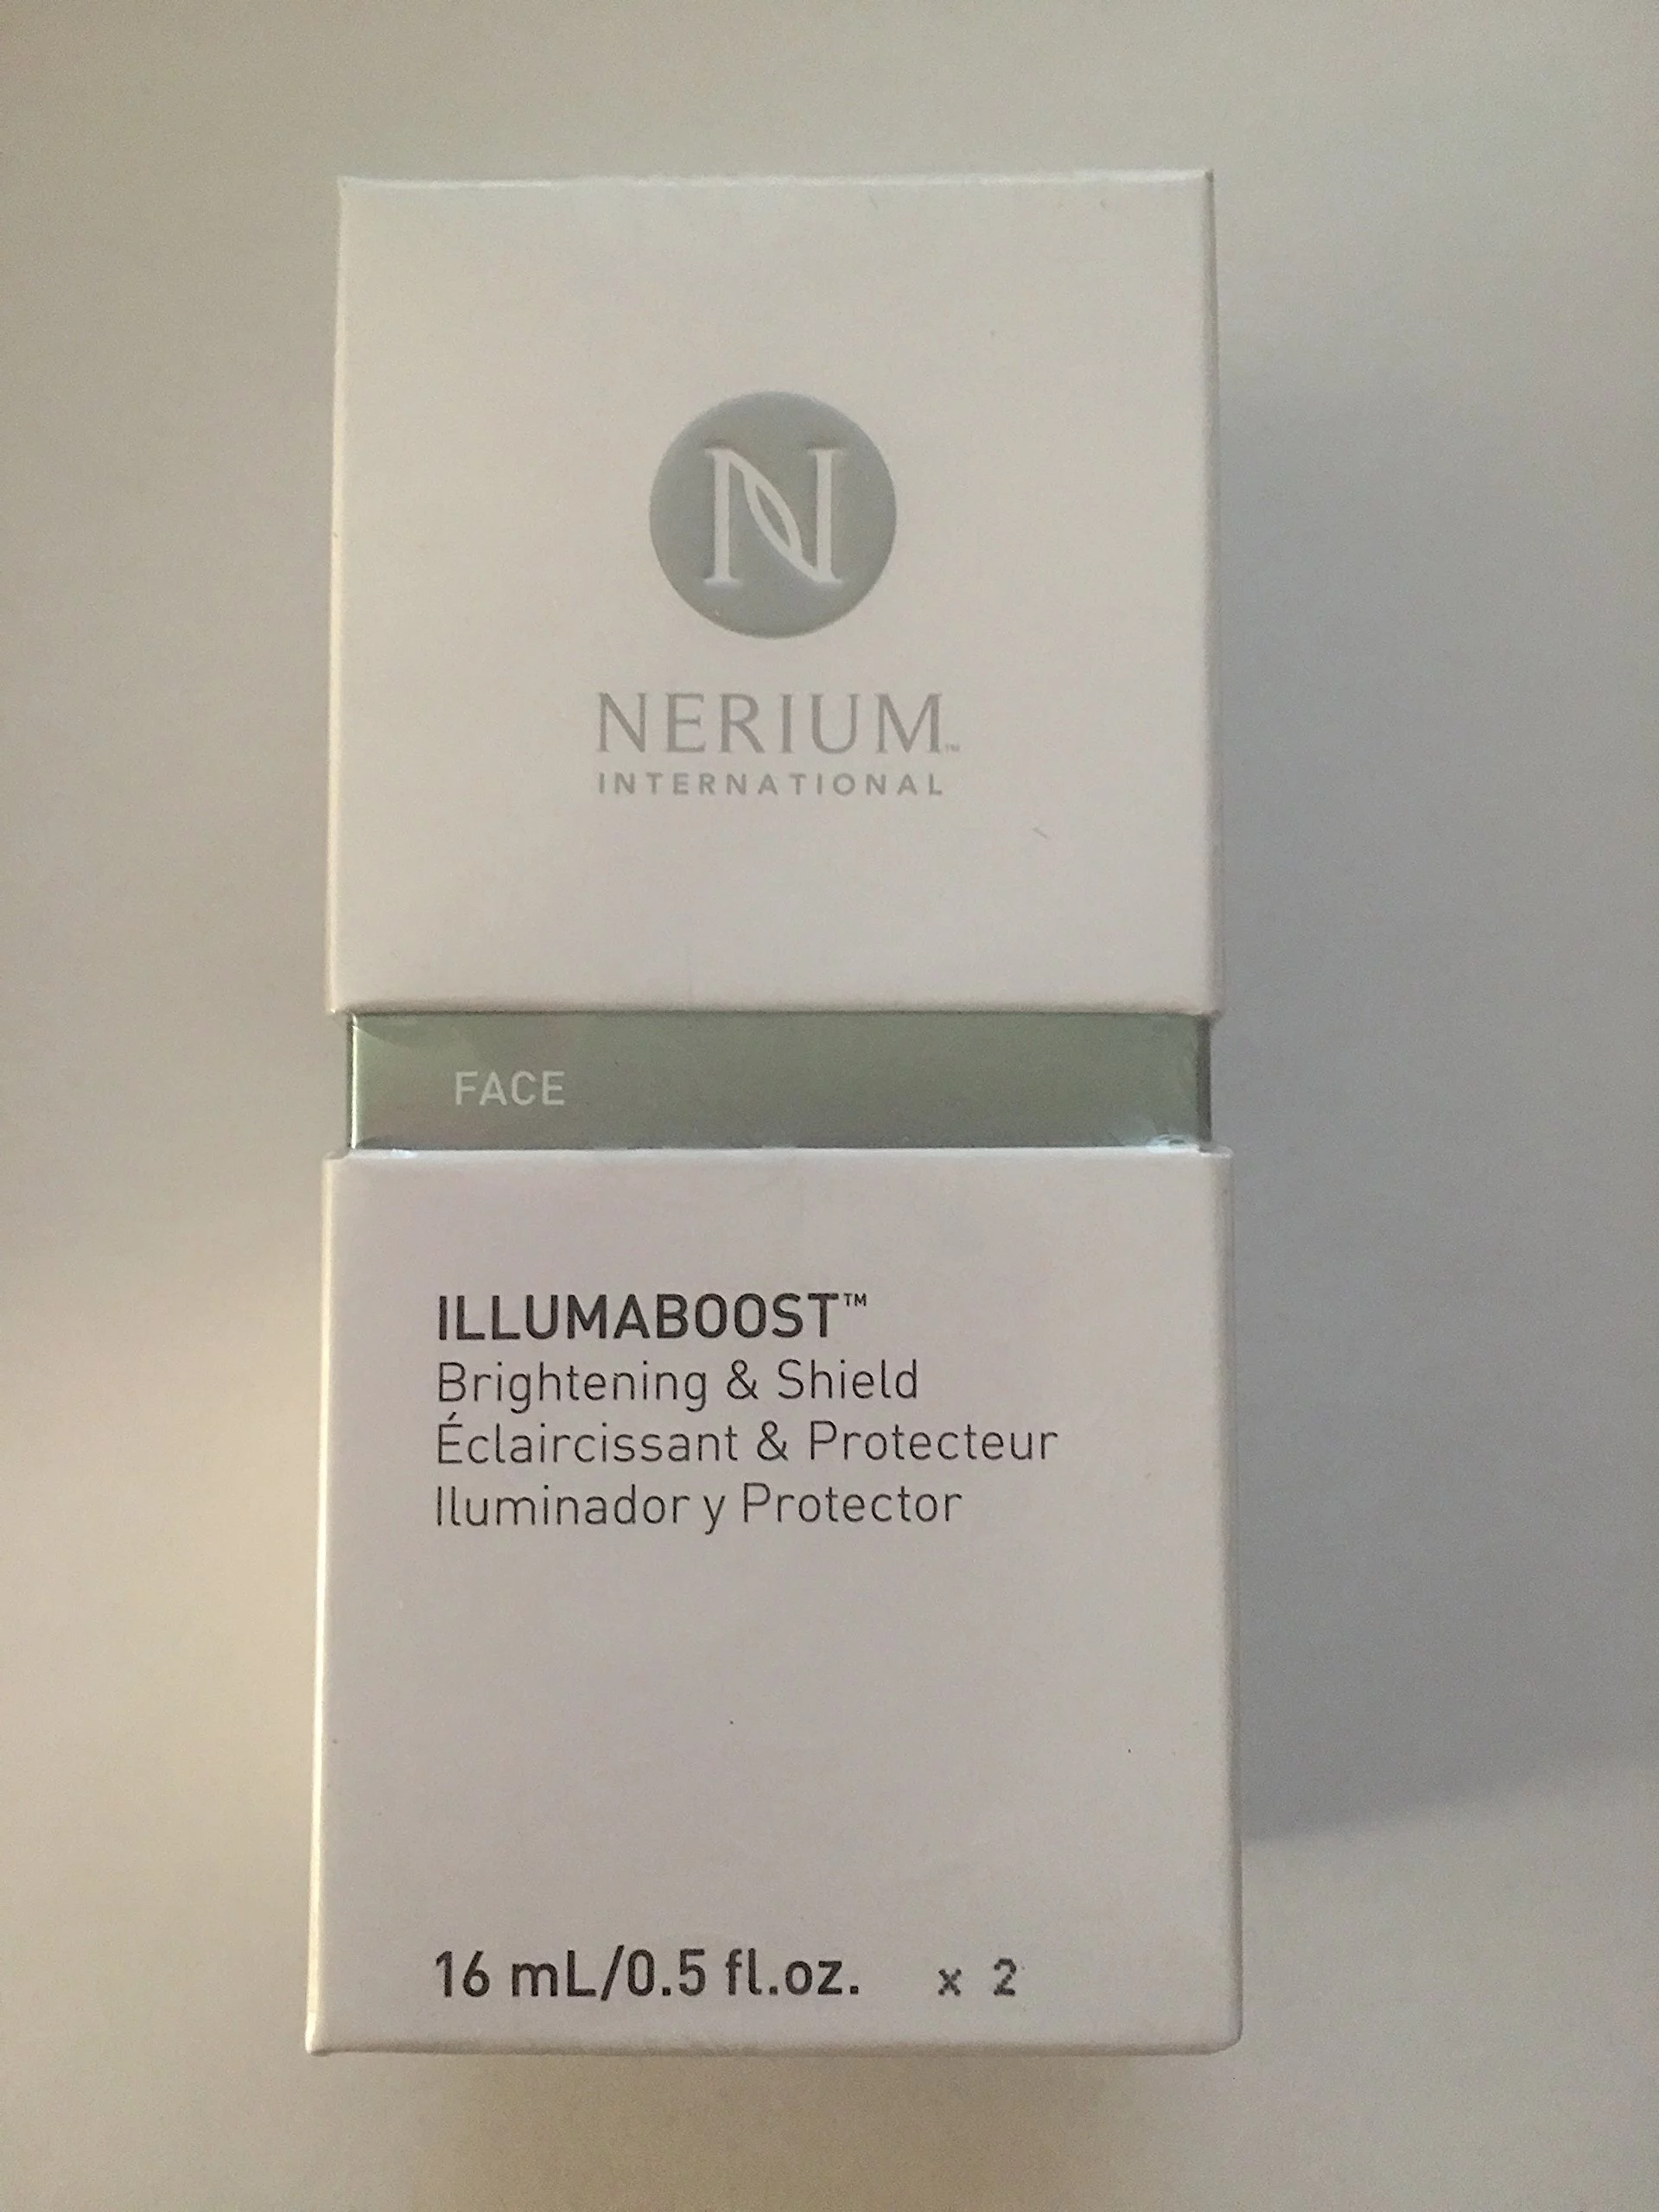 N
NERIUM™
INTERNATIONAL
FACE
ILLUMABOOST™
Brightening & Shield
Éclaircissant & Protecteur
Iluminador y Protector
16 mL/0.5 fl.oz. x 2